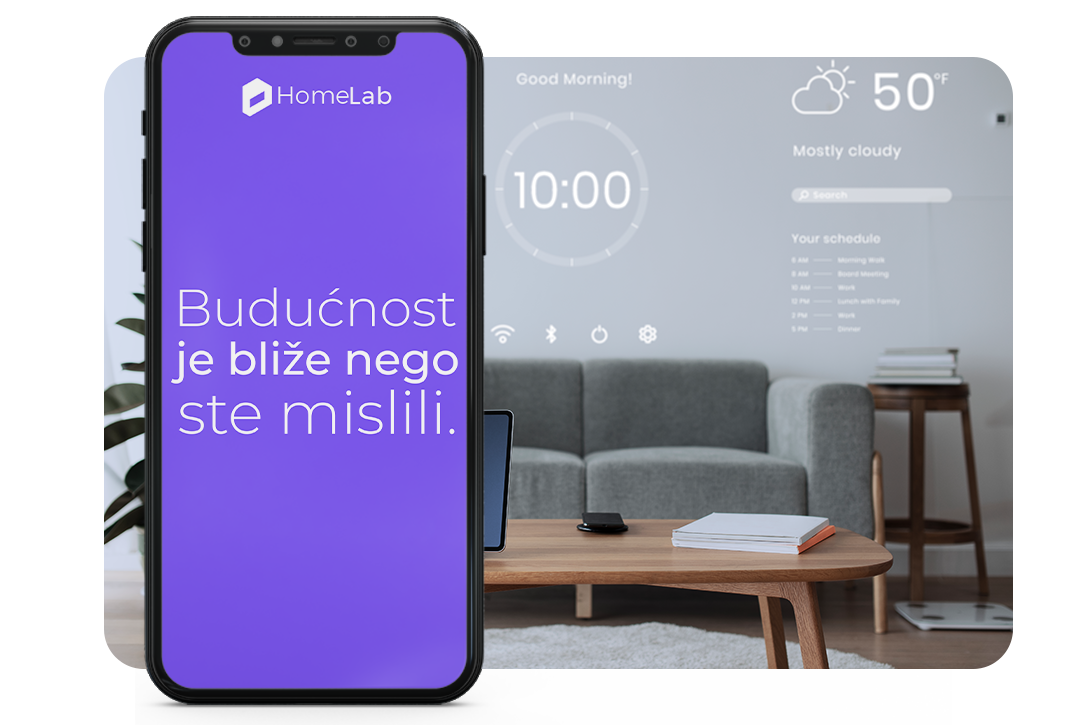 HomeLab
Budućnost
je bliže nego
ste mislili.
Good Morning!
10:00
50°F
Mostly cloudy
Search
Your schedule
6 AM Morning Walk
8 AM Board Meeting
10 AM Work
12 PM Lunch with Family
2 PM Work
5 PM Dinner